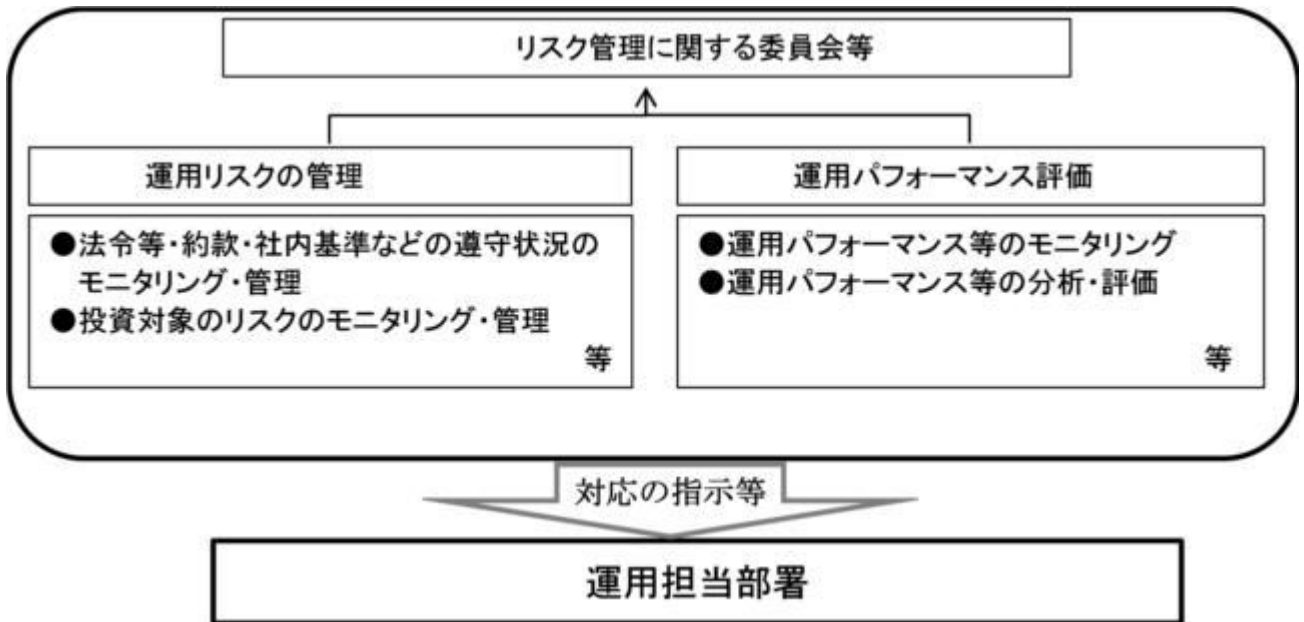 リスク管理に関する委員会等
運用リスクの管理
運用パフォーマンス評価
●法令等・約款・社内基準などの遵守状況の
モニタリング・管理
●投資対象のリスクのモニタリング・管理
等
●運用パフォーマンス等のモニタリング
●運用パフォーマンス等の分析・評価
等
対応の指示等
運用担当部署